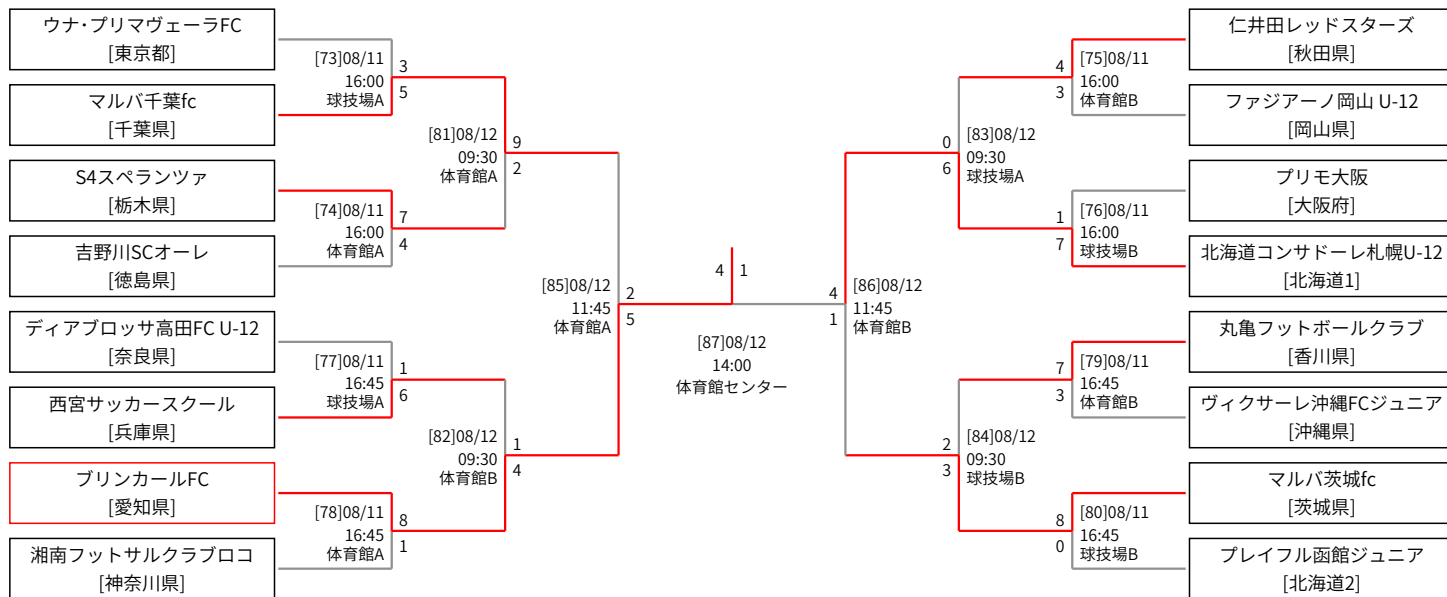 ウナ・プリマヴェーラFC
[東京都]
マルバ千葉fc
[千葉県]
S4スペランツァ
[栃木県]
吉野川SCオーレ
[徳島県]
ディアブロッサ高田FC U-12
[奈良県]
西宮サッカースクール
[兵庫県]
ブリンカールFC
[愛知県]
湘南フットサルクラブロコ
[神奈川県]
[73]08/11
16:00
球技場A
3
5
[74]08/11
16:00
体育館A
7
4
[77]08/11
16:45
球技場A
1
6
[78]08/11
16:45
体育館A
8
1
[81]08/12
09:30
体育館A
9
2
[82]08/12
09:30
体育館B
1
4
[85]08/12
11:45
体育館A
2
5
4 1
[87]08/12
14:00
体育館センター
4
1
[86]08/12
11:45
体育館B
0
6
[83]08/12
09:30
球技場A
2
3
[84]08/12
09:30
球技場B
4
3
[75]08/11
16:00
体育館B
1
7
[76]08/11
16:00
球技場B
7
3
[79]08/11
16:45
体育館B
8
0
[80]08/11
16:45
球技場B
仁井田レッドスターズ
[秋田県]
ファジアーノ岡山 U-12
[岡山県]
プリモ大阪
[大阪府]
北海道コンサドーレ札幌U-12
[北海道1]
丸亀フットボールクラブ
[香川県]
ヴィクサーレ沖縄FCジュニア
[沖縄県]
マルバ茨城fc
[茨城県]
プレイフル函館ジュニア
[北海道2]